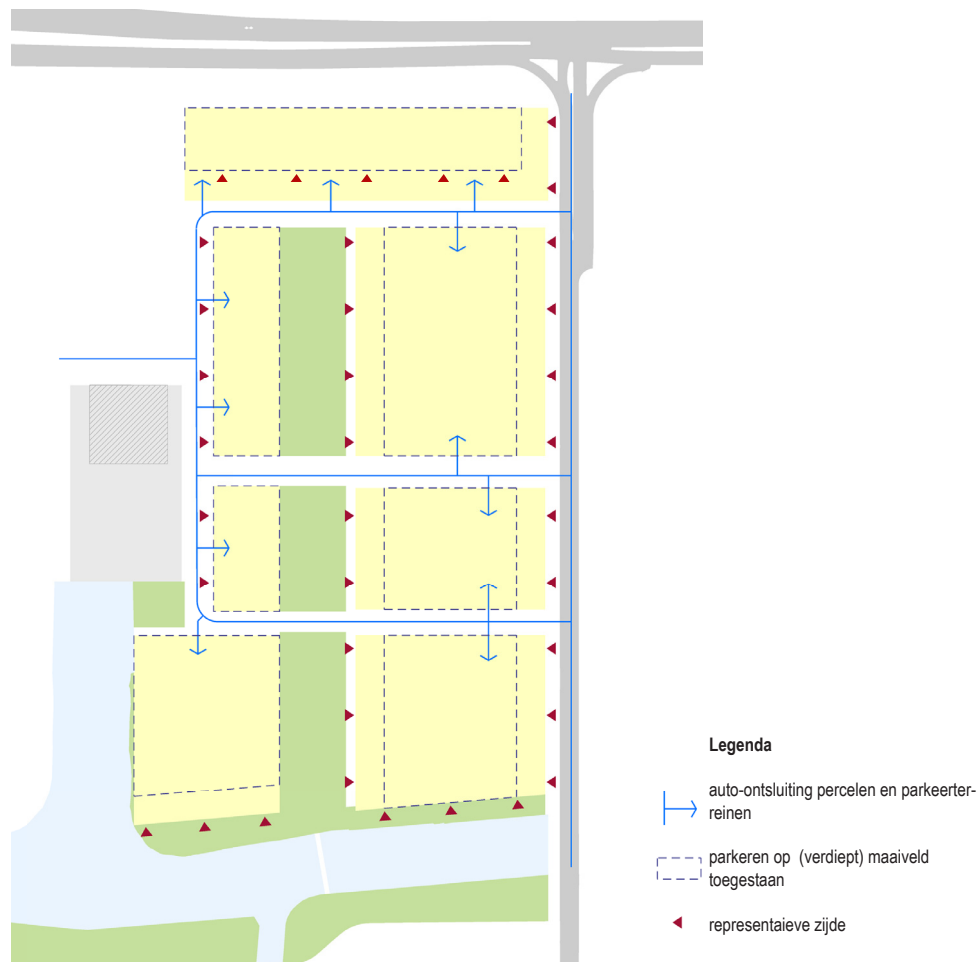 Legenda
auto-ontsluiting percelen en parkeerter-
reinen
parkeren op (verdiept) maaiveld
toegestaan
representaieve zijde